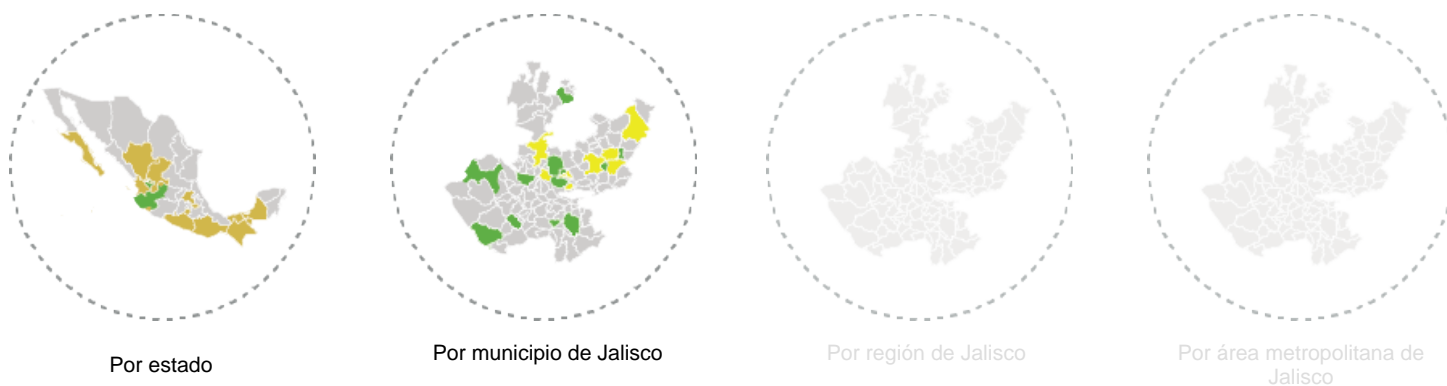 Por estado
Por municipio de Jalisco
Por región de Jalisco
Por área metropolitana de
Jalisco